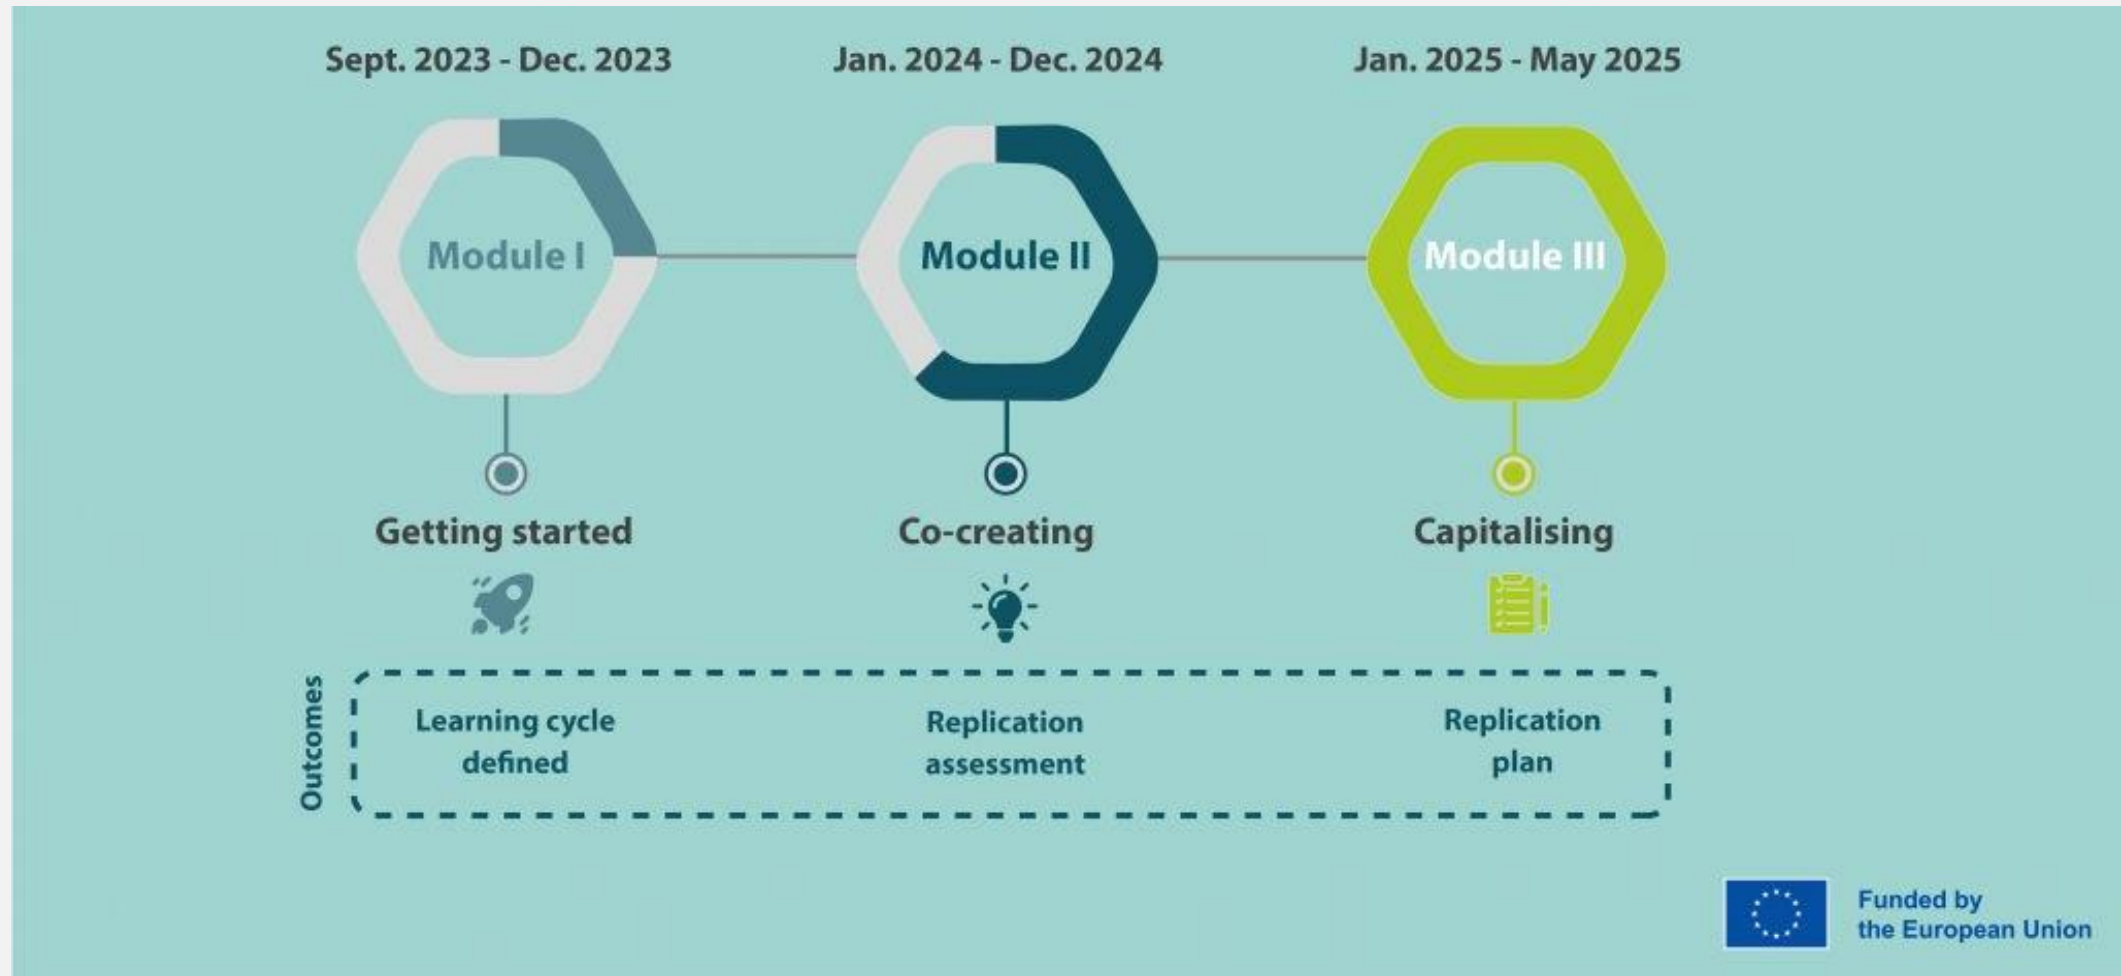 Sept. 2023 - Dec. 2023
Jan. 2024 - Dec. 2024
Jan. 2025 - May 2025
Module I
Module II
Module III
Getting started
Co-creating
Capitalising
Outcomes
Learning cycle
defined
Replication
assessment
Replication
plan
Funded by
the European Union